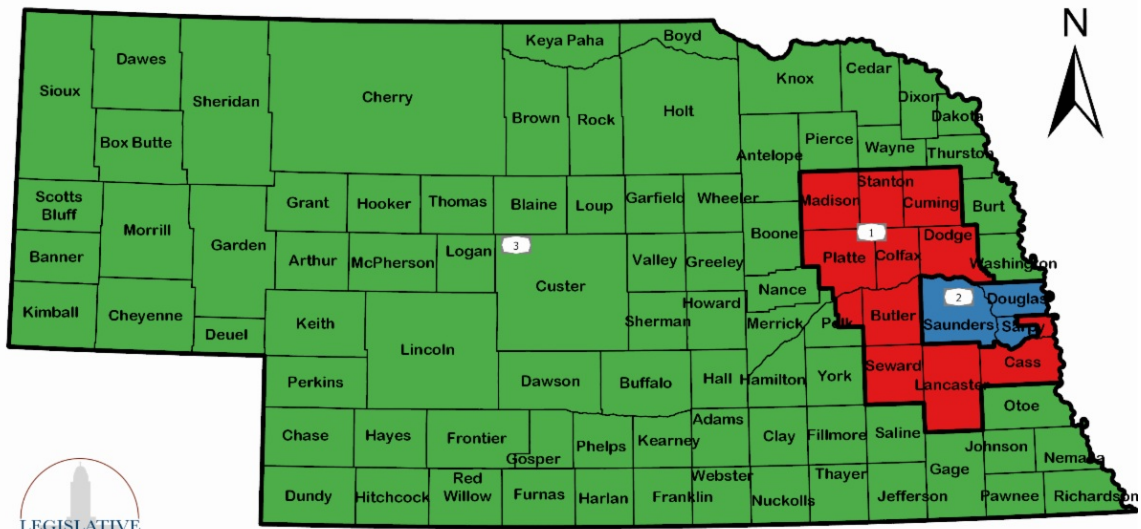 N
Boyd
Keya Paha
Cedar
Knox
Dawes
Sioux
Dixon
Sheridan
Cherry
Holt
Dakota
Brown
Rock
Pierce
Box Butte
Wayne
Antelope
Thurston
Stanton
Scotts
Bluff
Grant
Hooker
Thomas
Blaine
Loup
Garfield
Wheeler
Madison
Cuming
Burt
Morrill
1
Boone
Dodge
Garden
Logan
3
Banner
Arthur
McPherson
Valley
Greeley
Platte
Colfax
Washington
Custer
Nance
2
Douglas
Howard
Kimball
Cheyenne
Keith
Sherman
Merrick
Polk
Butler
Saunders
Sarpy
Deuel
Lincoln
Perkins
Dawson
Buffalo
Hall
Hamilton
York
Seward
Cass
Lancaster
Otoe
Adams
Chase
Hayes
Frontier
Phelps
Kearney
Clay
Fillmore
Saline
Gosper
Johnson
Nemaha
Red
Willow
Webster
Thayer
Gage
Dundy
Hitchcock
Furnas
Harlan
Franklin
Nuckolls
Jefferson
Pawnee
Richardson
LEGISLATIVE